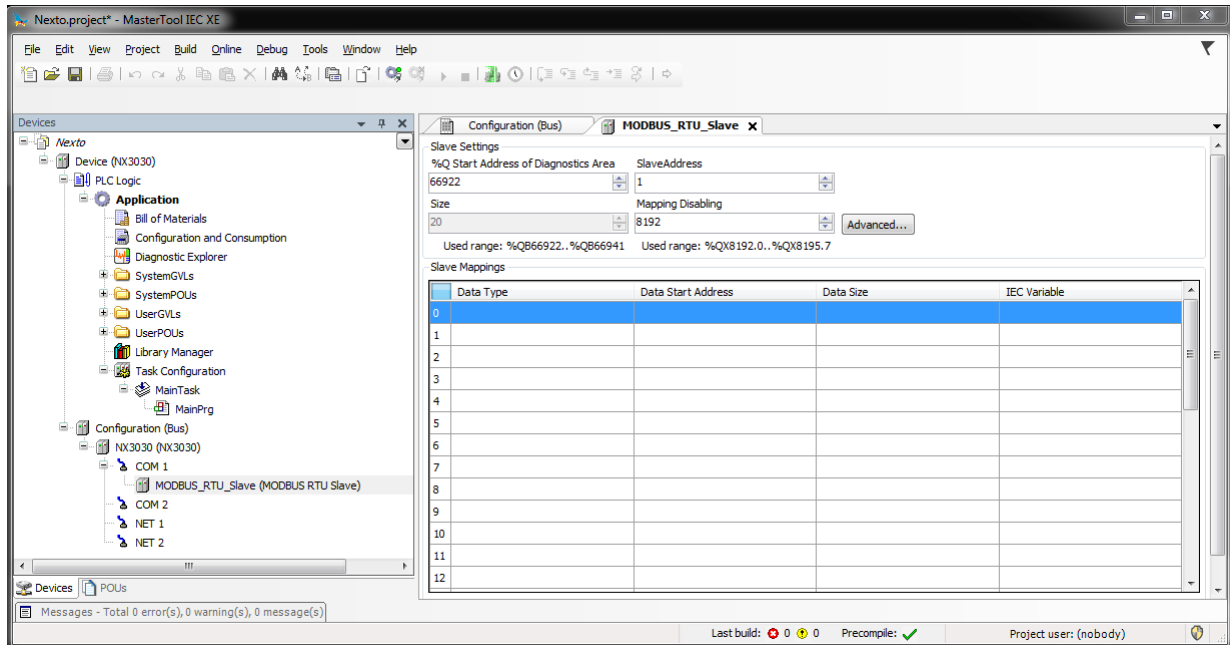 Nexto.project* - MasterTool IEC XE
File Edit View Project Build Online Debug Tools Window Help
Devices
Nexto
Device (NX3030)
PLC Logic
Application
Bill of Materials
Configuration and Consumption
Diagnostic Explorer
SystemGVLs
SystemPOUs
UserGVLs
UserPOUs
Library Manager
Task Configuration
MainTask
MainPrg
Configuration (Bus)
NX3030 (NX3030)
COM 1
MODBUS_RTU_Slave (MODBUS RTU Slave)
COM 2
NET 1
NET 2
Devices POUs
Configuration (Bus) MODBUS_RTU_Slave X
Slave Settings
%Q Start Address of Diagnostics Area SlaveAddress
66922 1
Size Mapping Disabling
20 8192 Advanced...
Used range: %QB66922..%QB66941 Used range: %QX8192.0..%QX8195.7
Slave Mappings
Data Type Data Start Address Data Size IEC Variable
0
1
2
3
4
5
6
7
8
9
10
11
12
Messages - Total 0 error(s), 0 warning(s), 0 message(s)
Last build: 0 0 Precompile: Project user: (nobody)